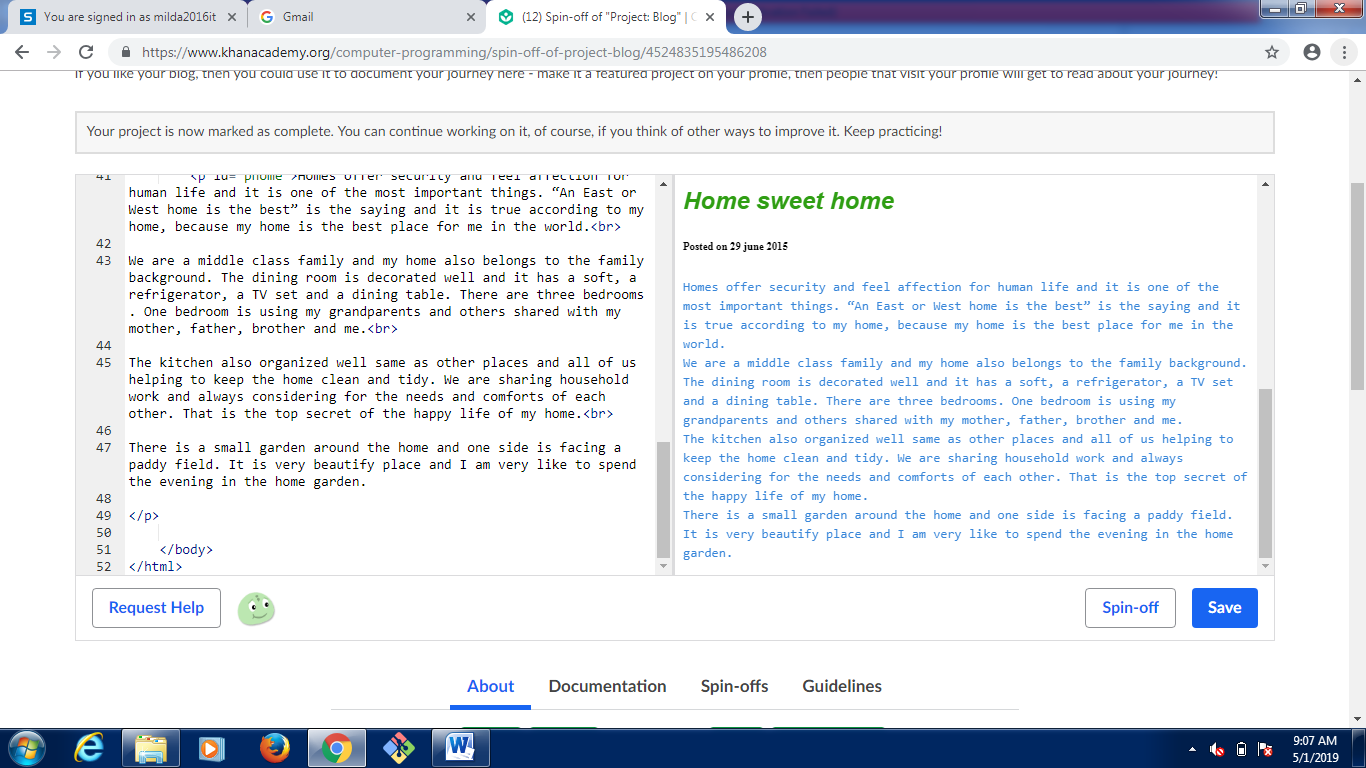 You are signed in as milda2016it
Gmail
(12) Spin-off of "Project: Blog" |
https://www.khanacademy.org/computer-programming/spin-off-of-project-blog/4524835195486208
If you like your blog, then you could use it to document your journey here - make it a featured project on your profile, then people that visit your profile will get to read about your journey!
Your project is now marked as complete. You can continue working on it, of course, if you think of other ways to improve it. Keep practicing!
41 <p id="phome">Homes offer security and feel affection for
human life and it is one of the most important things. “An East or
West home is the best” is the saying and it is true according to my
home, because my home is the best place for me in the world.<br>
42
43 We are a middle class family and my home also belongs to the family
background. The dining room is decorated well and it has a soft, a
refrigerator, a TV set and a dining table. There are three bedrooms
. One bedroom is using my grandparents and others shared with my
mother, father, brother and me.<br>
44
45 The kitchen also organized well same as other places and all of us
helping to keep the home clean and tidy. We are sharing household
work and always considering for the needs and comforts of each
other. That is the top secret of the happy life of my home.<br>
46
47 There is a small garden around the home and one side is facing a
paddy field. It is very beautify place and I am very like to spend
the evening in the home garden.
48
49 </p>
50
51 </body>
52 </html>
Home sweet home
Posted on 29 june 2015
Homes offer security and feel affection for human life and it is one of the
most important things. “An East or West home is the best” is the saying and it
is true according to my home, because my home is the best place for me in the
world.
We are a middle class family and my home also belongs to the family background.
The dining room is decorated well and it has a soft, a refrigerator, a TV set
and a dining table. There are three bedrooms. One bedroom is using my
grandparents and others shared with my mother, father, brother and me.
The kitchen also organized well same as other places and all of us helping to
keep the home clean and tidy. We are sharing household work and always
considering for the needs and comforts of each other. That is the top secret of
the happy life of my home.
There is a small garden around the home and one side is facing a paddy field.
It is very beautify place and I am very like to spend the evening in the home
garden.
Request Help
Spin-off
Save
About
Documentation
Spin-offs
Guidelines
9:07 AM
5/1/2019